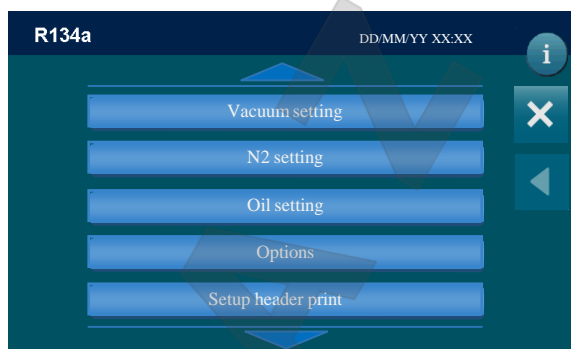 R134a DD/MM/YY XX:XX
i
Vacuum setting
N2 setting
Oil setting
Options
Setup header print